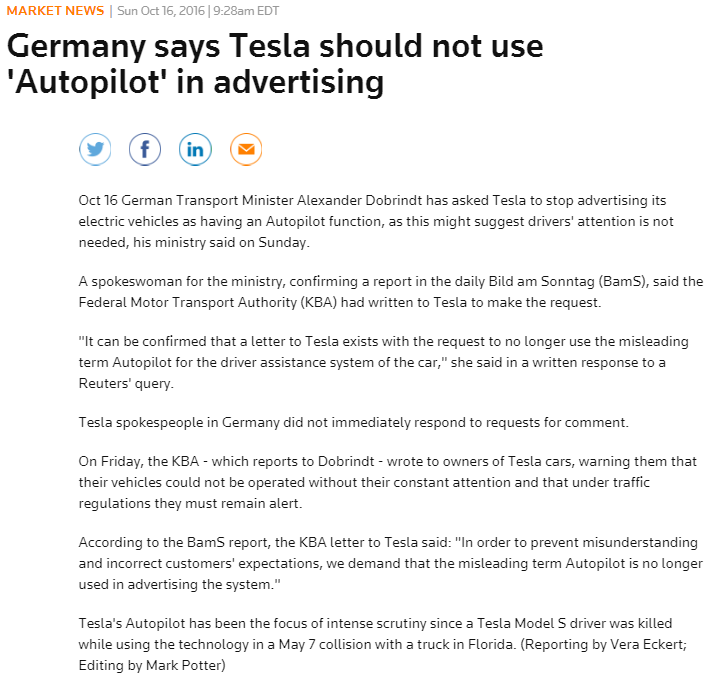 MARKET NEWS | Sun Oct 16, 2016 | 9:28am EDT
Germany says Tesla should not use
'Autopilot' in advertising
f
in
Oct 16 German Transport Minister Alexander Dobrindt has asked Tesla to stop advertising its
electric vehicles as having an Autopilot function, as this might suggest drivers' attention is not
needed, his ministry said on Sunday.
A spokeswoman for the ministry, confirming a report in the daily Bild am Sonntag (BamS), said the
Federal Motor Transport Authority (KBA) had written to Tesla to make the request.
"It can be confirmed that a letter to Tesla exists with the request to no longer use the misleading
term Autopilot for the driver assistance system of the car," she said in a written response to a
Reuters' query.
Tesla spokespeople in Germany did not immediately respond to requests for comment.
On Friday, the KBA - which reports to Dobrindt - wrote to owners of Tesla cars, warning them that
their vehicles could not be operated without their constant attention and that under traffic
regulations they must remain alert.
According to the BamS report, the KBA letter to Tesla said: "In order to prevent misunderstanding
and incorrect customers' expectations, we demand that the misleading term Autopilot is no longer
used in advertising the system."
Tesla's Autopilot has been the focus of intense scrutiny since a Tesla Model S driver was killed
while using the technology in a May 7 collision with a truck in Florida. (Reporting by Vera Eckert;
Editing by Mark Potter)